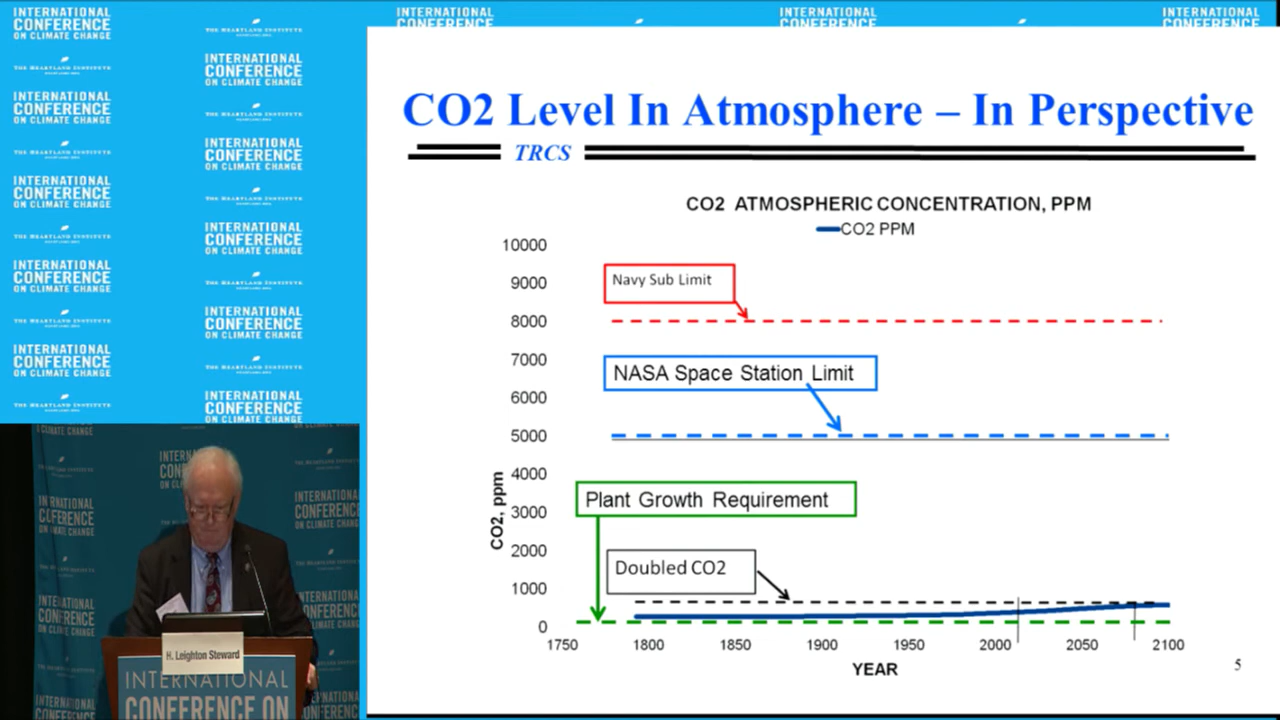 INTERNATIONAL
CONFERENCE
ON CLIMATE CHANGE
THE HEARTLAND INSTITUTE
CO2 Level In Atmosphere – In Perspective
TRCS
CO2 ATMOSPHERIC CONCENTRATION, PPM
CO2 PPM
10000
9000
8000
7000
6000
5000
4000
3000
2000
1000
0
CO2, ppm
Navy Sub Limit
NASA Space Station Limit
Plant Growth Requirement
Doubled CO2
1750 1800 1850 1900 1950 2000 2050 2100
YEAR
5
H. Leighton Steward
INTERNATIONAL
CONFERENCE ON